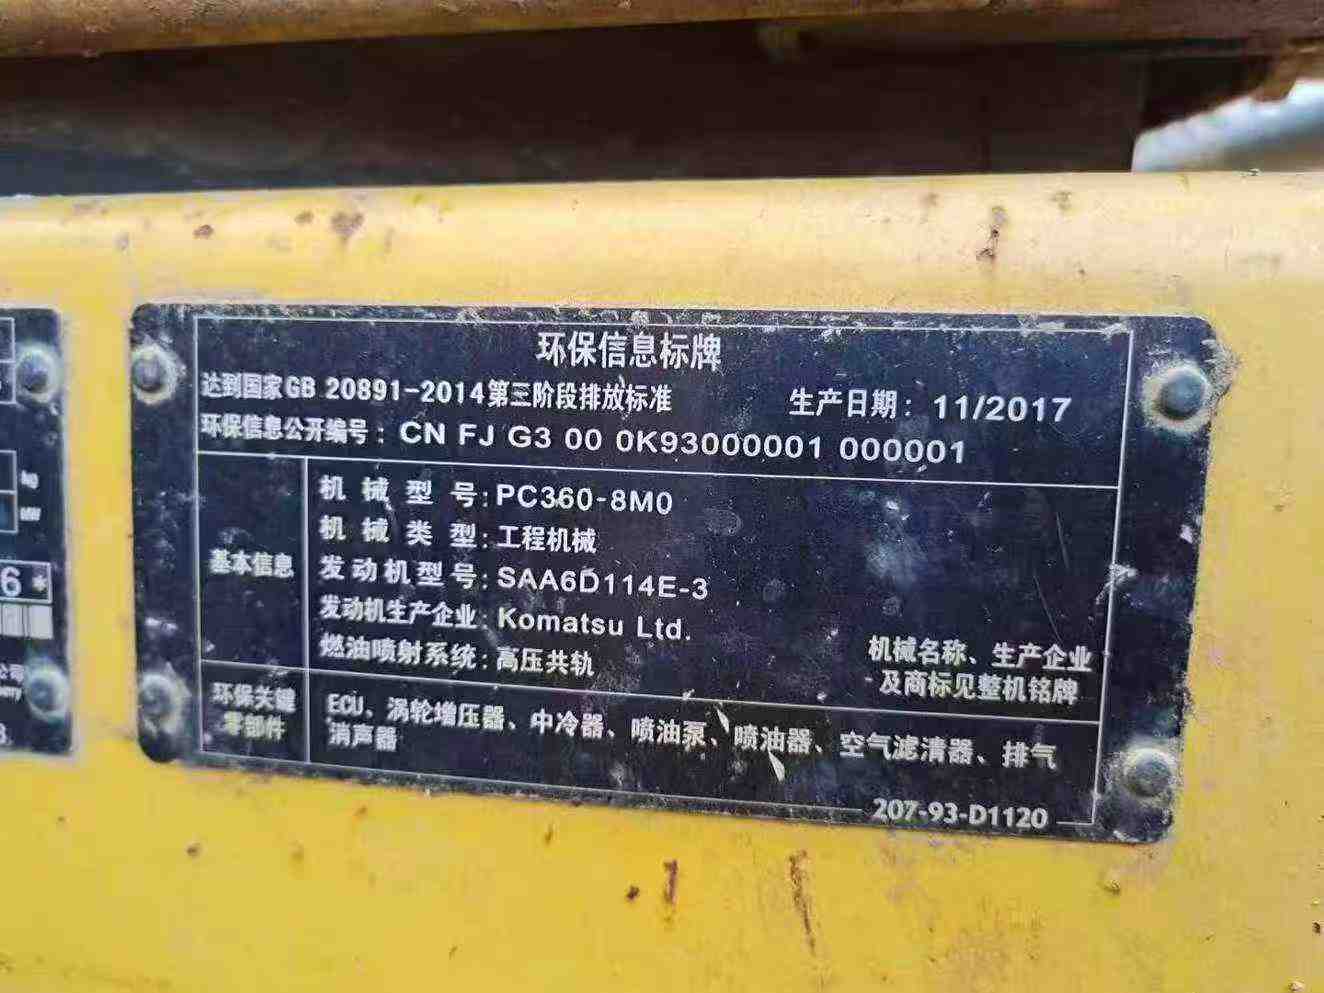 环保信息标牌
达到国家GB 20891-2014第三阶段排放标准
生产日期：11/2017
环保信息公开编号：CN FJ G3 00 0K93000001 000001
基本信息
机械型号：PC360-8M0
机械类型：工程机械
发动机型号：SAA6D114E-3
发动机生产企业：Komatsu Ltd.
燃油喷射系统：高压共轨
机械名称、生产企业
及商标见整机铭牌
环保关键
零部件
ECU、涡轮增压器、中冷器、喷油泵、喷油器、空气滤清器、排气
消声器
207-93-D1120
kg
kW
6*
公司